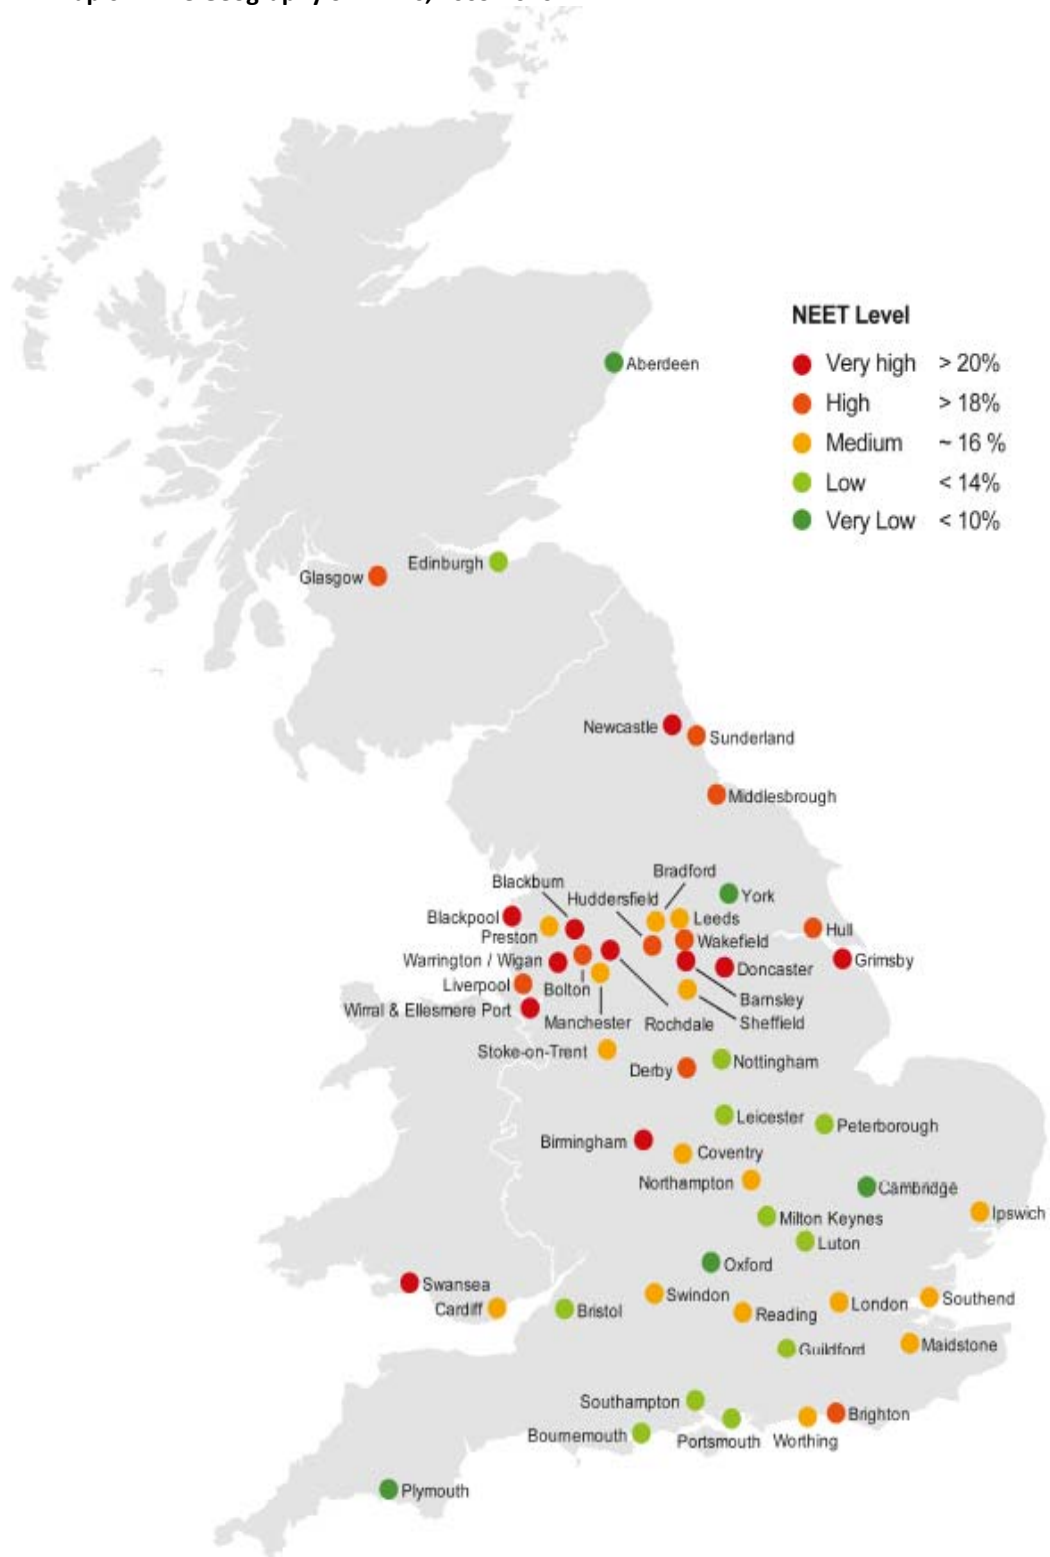 NEET Level
Very high > 20%
High > 18%
Medium ~ 16 %
Low < 14%
Very Low < 10%
Aberdeen
Edinburgh
Glasgow
Newcastle
Sunderland
Middlesbrough
Bradford
Blackburn
Huddersfield
York
Blackpool
Leeds
Preston
Hull
Wakefield
Warrington / Wigan
Grimsby
Doncaster
Liverpool
Bolton
Barnsley
Wirral & Ellesmere Port
Manchester
Rochdale
Sheffield
Stoke-on-Trent
Nottingham
Derby
Leicester
Peterborough
Birmingham
Coventry
Northampton
Cambridge
Ipswich
Milton Keynes
Luton
Oxford
Swansea
Swindon
Southend
London
Cardiff
Bristol
Reading
Maidstone
Guildford
Southampton
Brighton
Bournemouth
Portsmouth
Worthing
Plymouth